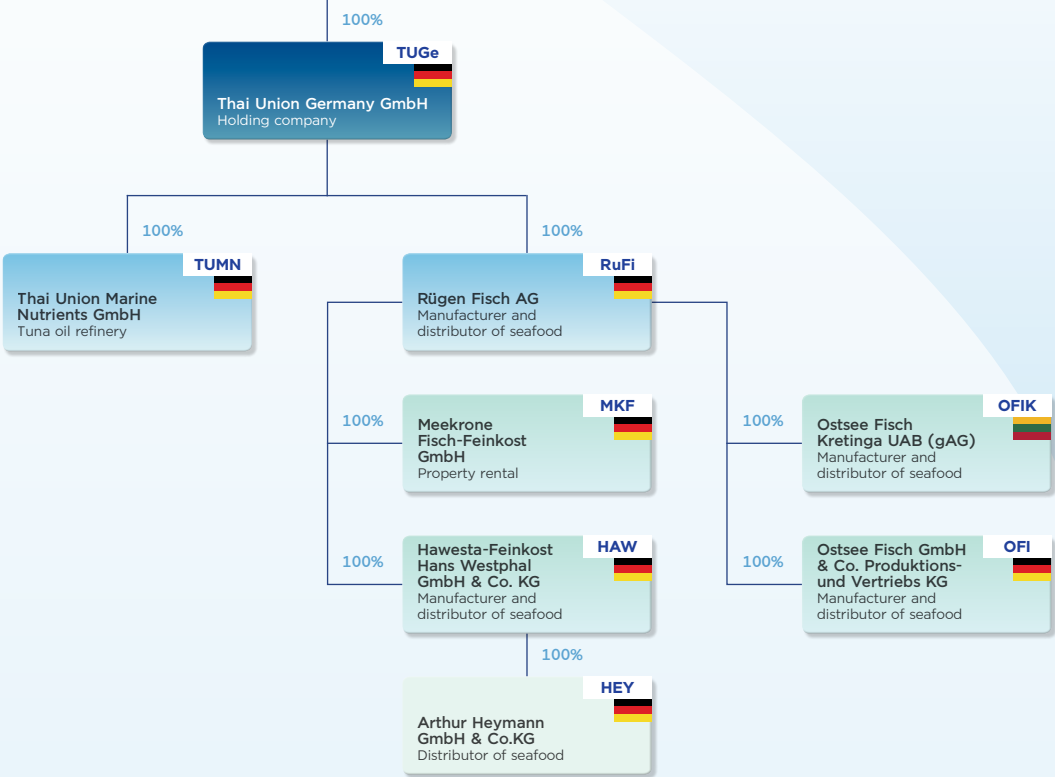 100%
TUGe
Thai Union Germany GmbH
Holding company
100%
100%
TUMN
Thai Union Marine
Nutrients GmbH
Tuna oil refinery
RuFi
Rügen Fisch AG
Manufacturer and
distributor of seafood
100%
MKF
Meekrone
Fisch-Feinkost
GmbH
Property rental
100%
OFIK
Ostsee Fisch
Kretinga UAB (gAG)
Manufacturer and
distributor of seafood
100%
HAW
Hawesta-Feinkost
Hans Westphal
GmbH & Co. KG
Manufacturer and
distributor of seafood
100%
OFI
Ostsee Fisch GmbH
& Co. Produktions-
und Vertriebs KG
Manufacturer and
distributor of seafood
100%
HEY
Arthur Heymann
GmbH & Co.KG
Distributor of seafood